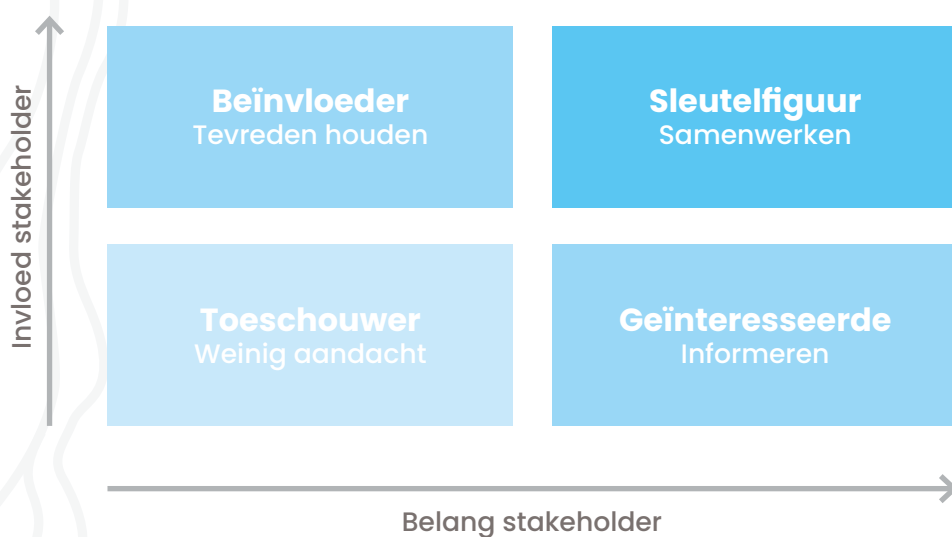 Invloed stakeholder
Beïnvloeder
Tevreden houden
Sleutelfiguur
Samenwerken
Toeschouwer
Weinig aandacht
Geïnteresseerde
Informeren
Belang stakeholder